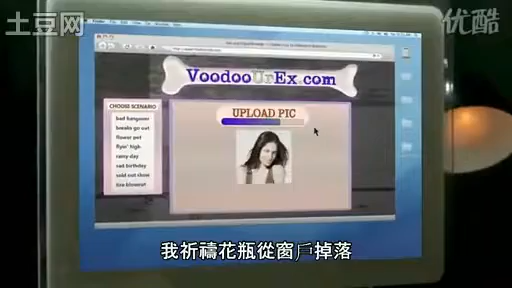 土豆网
优酷
VoodooUrEx.com
CHOOSE SCENARIO
bad hangover
breaks go out
flower pot
flyin' high
rainy day
sad birthday
sold out show
tire blowout
UPLOAD PIC
我祈禱花瓶從窗戶掉落